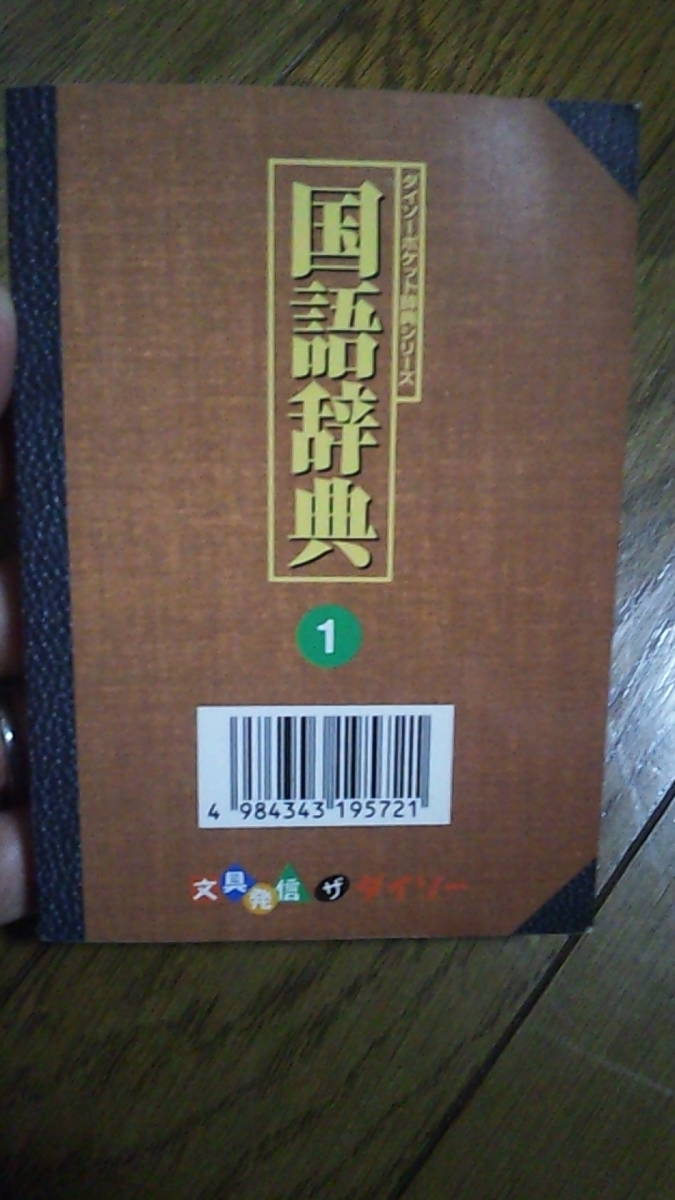 ダイソーポケット辞典シリーズ
国語辞典
1
4 984343 195721
文具発信 ザ ダイソー